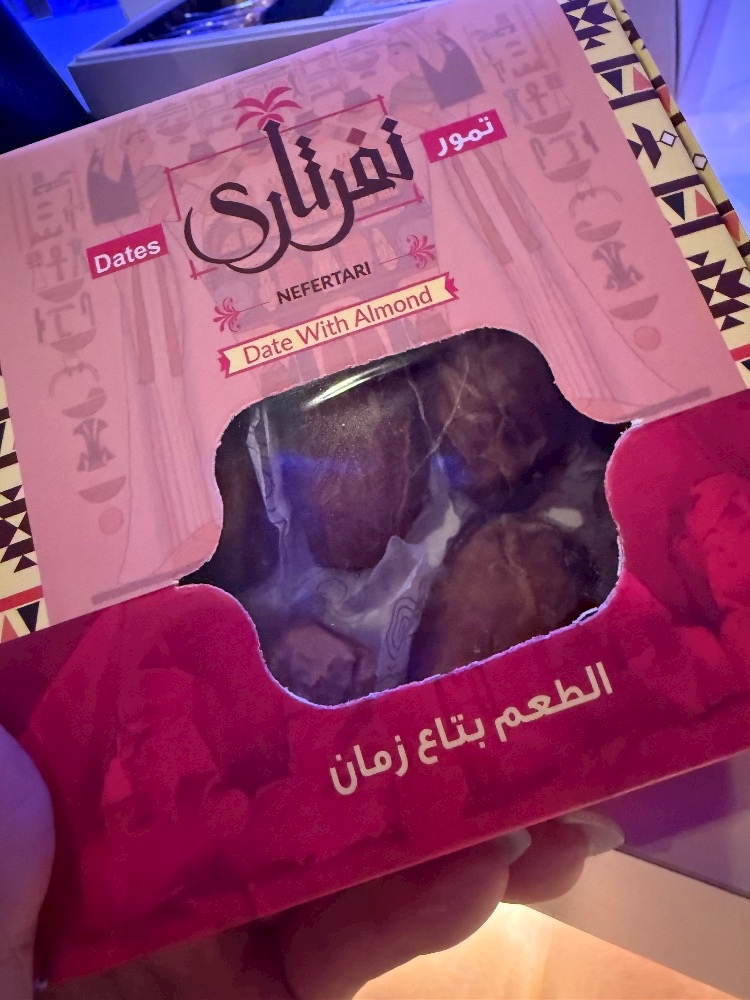 تمور
نفرتاري
Dates
NEFERTARI
Date With Almond
الطعم بتاع زمان